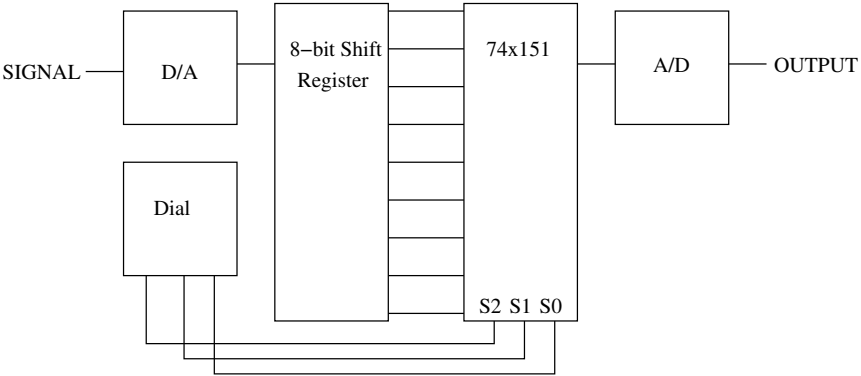 SIGNAL
D/A
8−bit Shift
Register
74x151
A/D
OUTPUT
Dial
S2 S1 S0